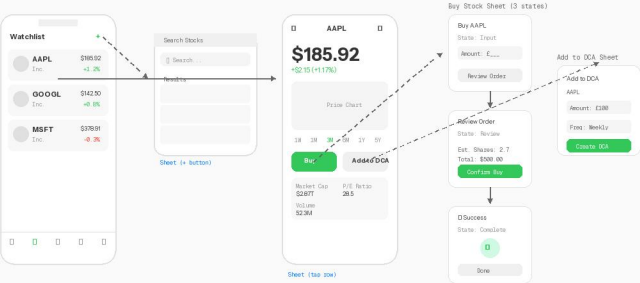 Buy Stock Sheet (3 states)
Watchlist
+
AAPL
Inc.
$185.92
+1.2%
GOOGL
Inc.
$142.50
+0.8%
MSFT
Inc.
$378.91
-0.3%
Search Stocks
Search...
Results
Sheet (+ button)
AAPL
$185.92
+$2.15 (+1.17%)
Price Chart
1Y
5Y
Buy
Add to DCA
Market Cap
$2.87T
P/E Ratio
28.5
Volume
52.3M
Sheet (tap row)
Buy AAPL
State: Input
Amount: £___
Review Order
Review Order
State: Review
Est. Shares: 2.7
Total: $500.00
Confirm Buy
Success
State: Complete
Done
Add to DCA Sheet
Add to DCA
AAPL
Amount: £100
Freq: Weekly
Create DCA